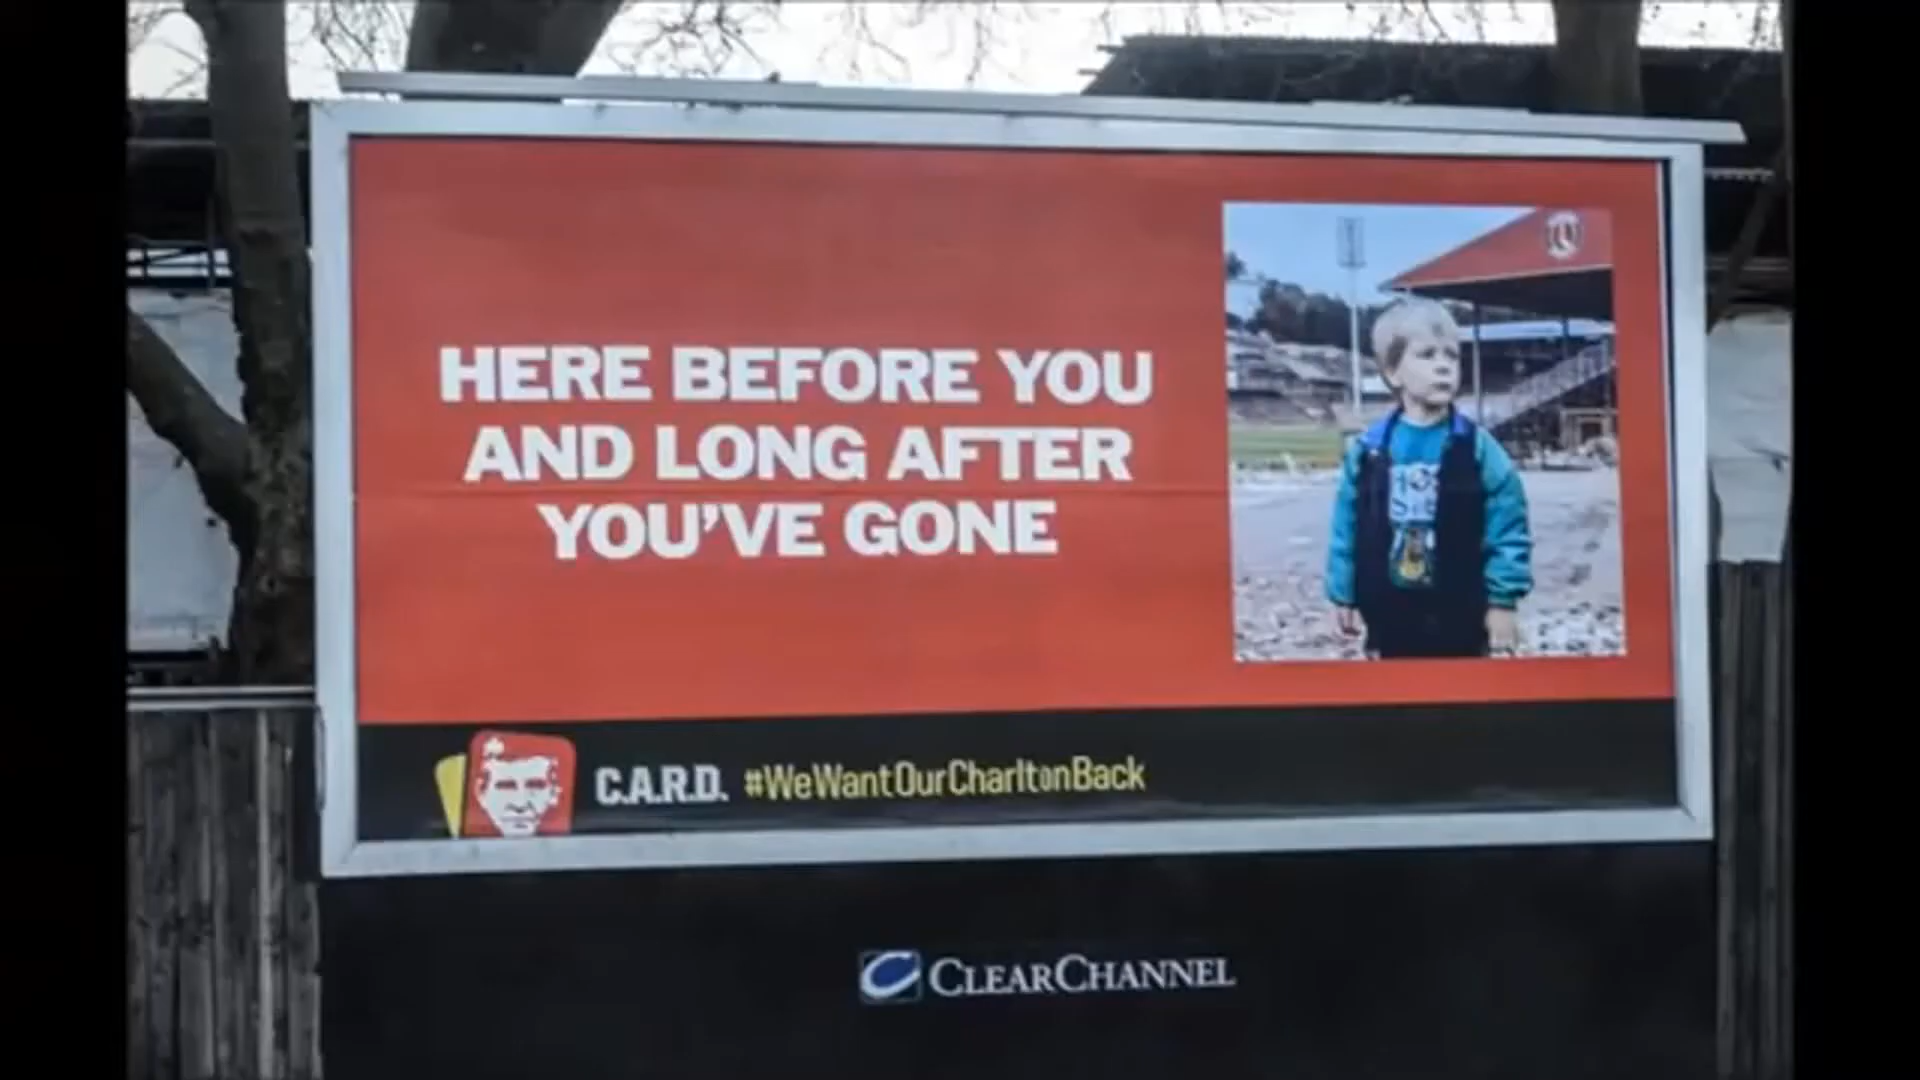 HERE BEFORE YOU
AND LONG AFTER
YOU'VE GONE
C.A.R.D. #WeWantOurCharltonBack
CLEARCHANNEL